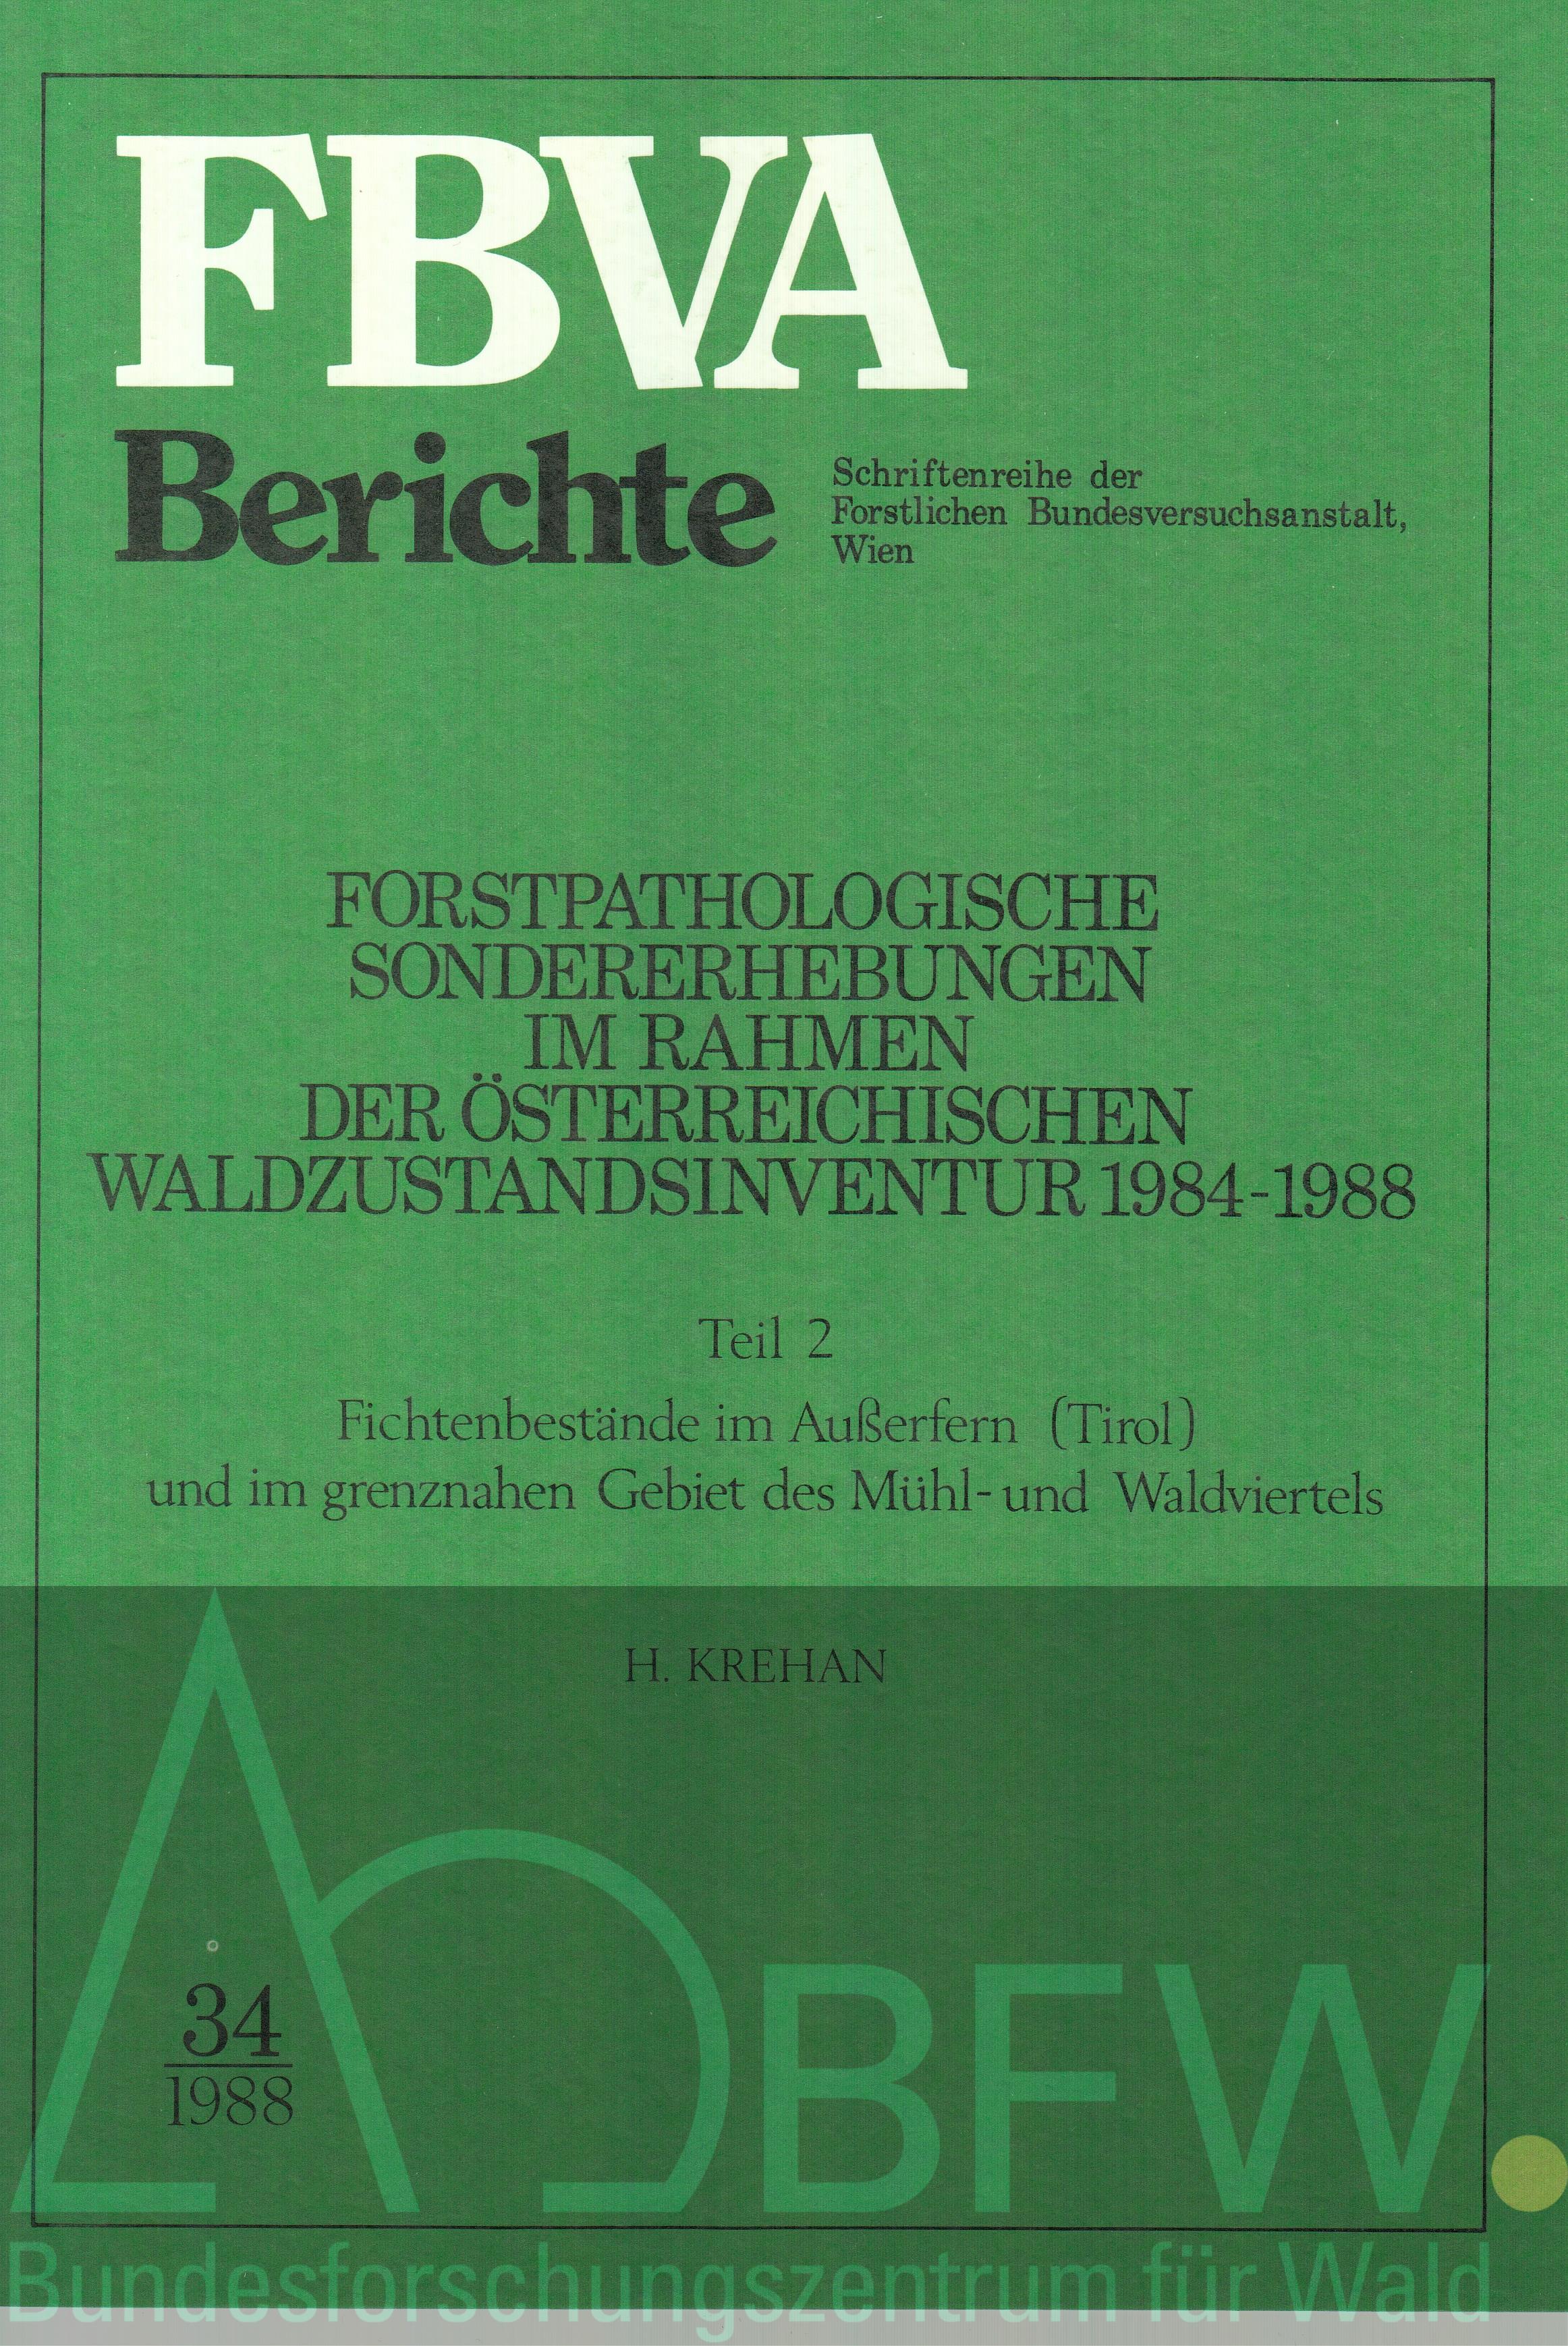 FBVA
Berichte
Schriftenreihe der
Forstlichen Bundesversuchsanstalt,
Wien
FORSTPATHOLOGISCHE
SONDERERHEBUNGEN
IM RAHMEN
DER ÖSTERREICHISCHEN
WALDZUSTANDSINVENTUR 1984-1988
Teil 2
Fichtenbestände im Außerfern (Tirol)
und im grenznahen Gebiet des Mühl- und Waldviertels
H. KREHAN
34
1988
BFW.
Bundesforschungszentrum für Wald